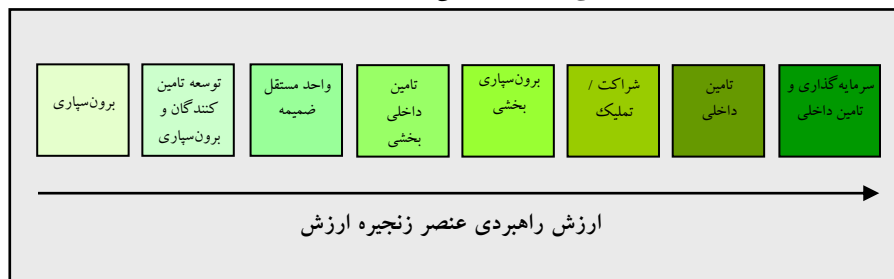 برون‌سپاری
توسعه تامین
کنندگان و
برون‌سپاری
واحد مستقل
ضمیمه
تامین
داخلی
بخشی
برون‌سپاری
بخشی
شراکت /
تملیک
تامین
داخلی
سرمایه‌گذاری و
تامین داخلی
ارزش راهبردی عنصر زنجیره ارزش